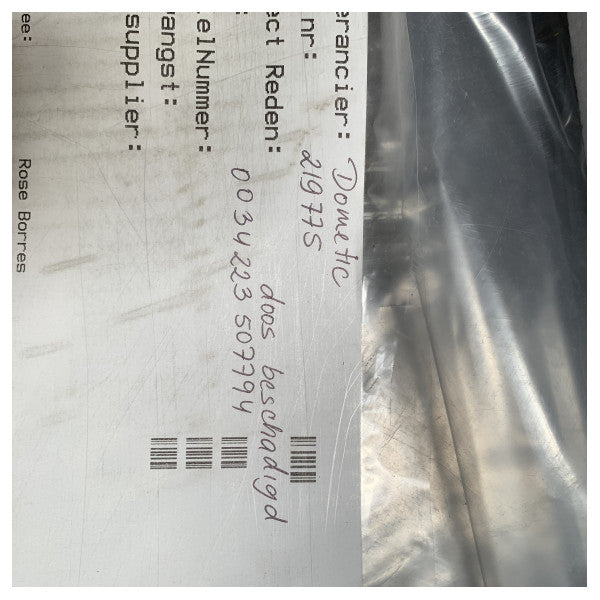 erancier: Dometic
nr: 219775
ect Reden: doos beschadigd
elNummer: 0034223507794
angst:
supplier:
ee: Rose Borres